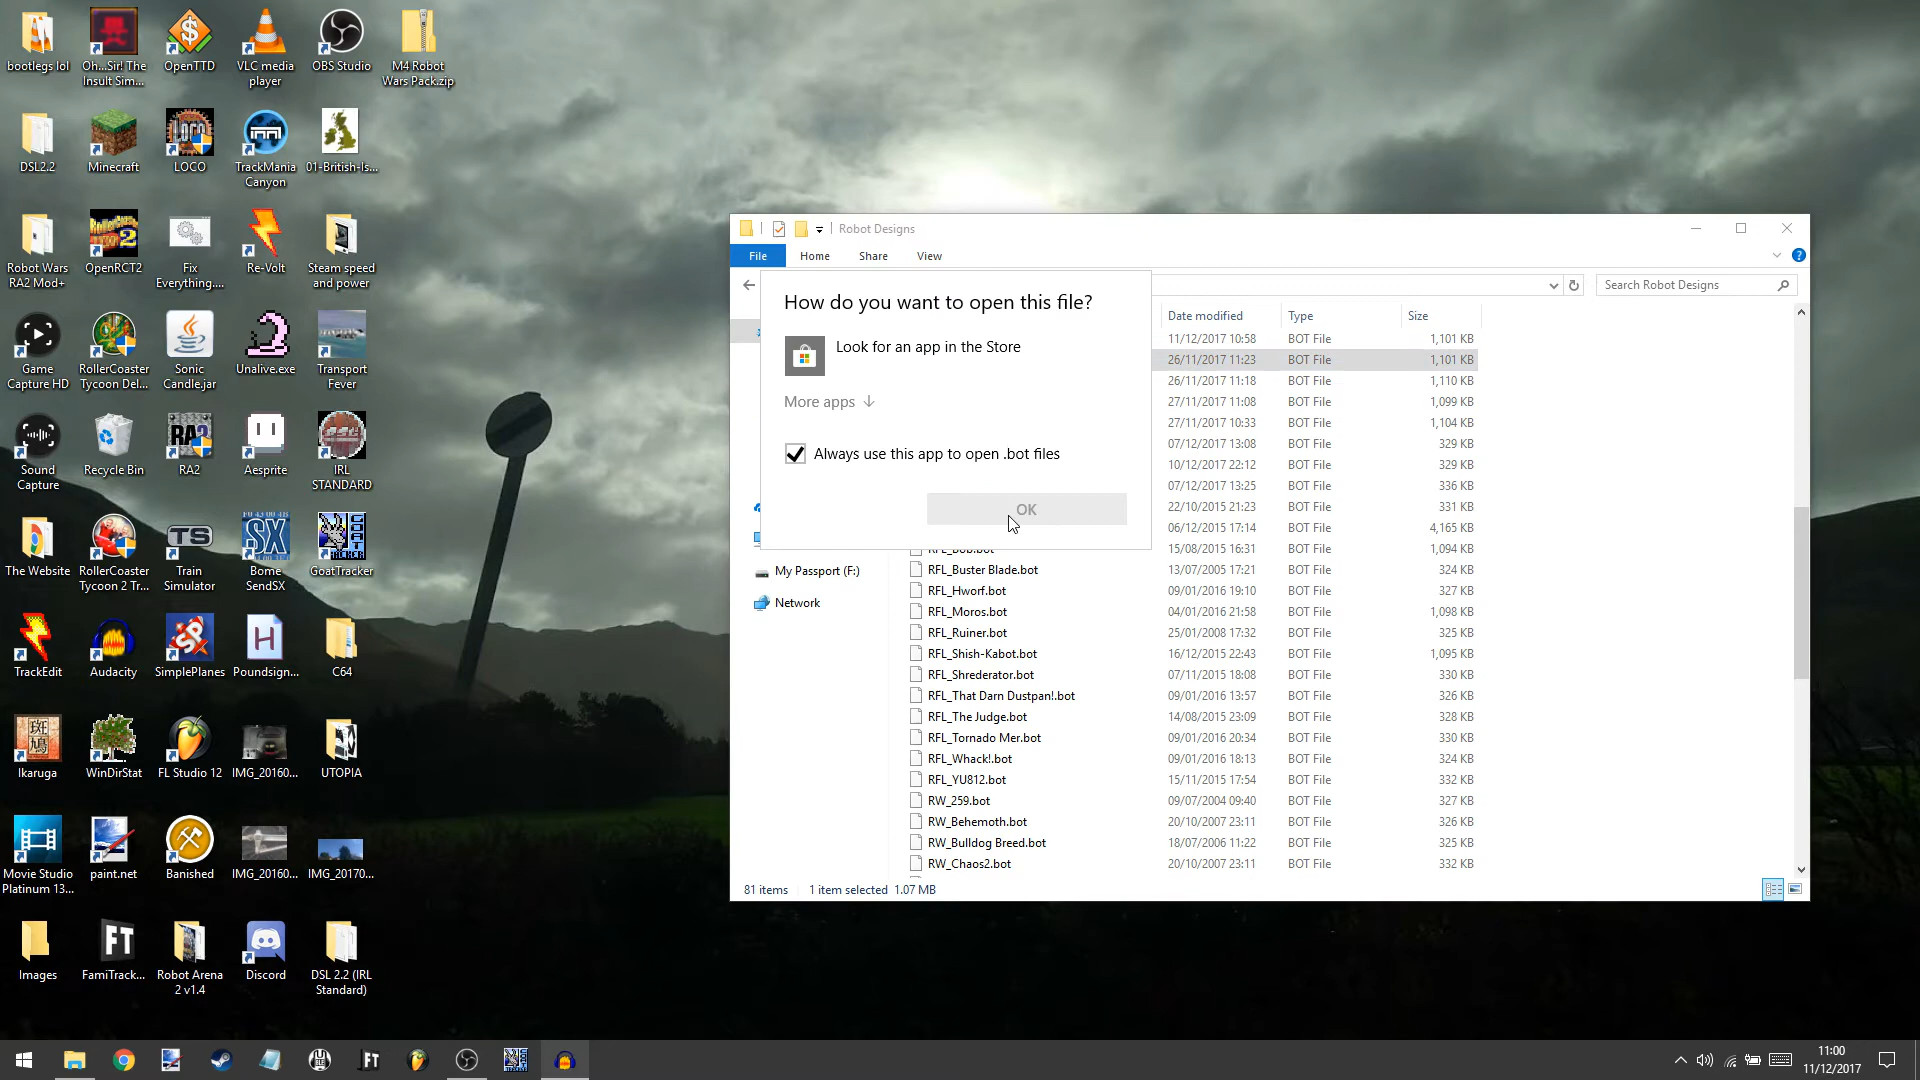 bootlegs lol
Oh...Sir! The
Insult Sim...
OpenTTD
VLC media
player
OBS Studio
M4 Robot
Wars Pack.zip
DSL2.2
Minecraft
LOCO
TrackMania
Canyon
01-British-Is...
Robot Wars
RA2 Mod+
OpenRCT2
Fix
Everything....
Re-Volt
Steam speed
and power
Game
Capture HD
RollerCoaster
Tycoon Del...
Sonic
Candle.jar
Unalive.exe
Transport
Fever
Sound
Capture
Recycle Bin
RA2
Aesprite
IRL
STANDARD
The Website
RollerCoaster
Tycoon 2 Tr...
Train
Simulator
Bome
SendSX
GoatTracker
TrackEdit
Audacity
SimplePlanes
Poundsign...
C64
Ikaruga
WinDirStat
FL Studio 12
IMG_20160...
UTOPIA
Movie Studio
Platinum 13...
paint.net
Banished
IMG_20160...
IMG_20170...
Images
FamiTrack...
Robot Arena
2 v1.4
Discord
DSL 2.2 (IRL
Standard)
Robot Designs
File
Home
Share
View
Search Robot Designs
How do you want to open this file?
Look for an app in the Store
More apps
Always use this app to open .bot files
OK
Date modified
Type
Size
11/12/2017 10:58 BOT File 1,101 KB
26/11/2017 11:23 BOT File 1,101 KB
26/11/2017 11:18 BOT File 1,110 KB
27/11/2017 11:08 BOT File 1,099 KB
27/11/2017 10:33 BOT File 1,104 KB
07/12/2017 13:08 BOT File 329 KB
10/12/2017 22:12 BOT File 329 KB
07/12/2017 13:25 BOT File 336 KB
22/10/2015 21:23 BOT File 331 KB
06/12/2015 17:14 BOT File 4,165 KB
RFL_Bob.bot 15/08/2015 16:31 BOT File 1,094 KB
RFL_Buster Blade.bot 13/07/2005 17:21 BOT File 324 KB
RFL_Hworf.bot 09/01/2016 19:10 BOT File 327 KB
RFL_Moros.bot 04/01/2016 21:58 BOT File 1,098 KB
RFL_Ruiner.bot 25/01/2008 17:32 BOT File 325 KB
RFL_Shish-Kabot.bot 16/12/2015 22:43 BOT File 1,095 KB
RFL_Shrederator.bot 07/11/2015 18:08 BOT File 330 KB
RFL_That Darn Dustpan!.bot 09/01/2016 13:57 BOT File 326 KB
RFL_The Judge.bot 14/08/2015 23:09 BOT File 328 KB
RFL_Tornado Mer.bot 09/01/2016 20:34 BOT File 330 KB
RFL_Whack!.bot 09/01/2016 18:13 BOT File 324 KB
RFL_YU812.bot 15/11/2015 17:54 BOT File 332 KB
RW_259.bot 09/07/2004 09:40 BOT File 327 KB
RW_Behemoth.bot 20/10/2007 23:11 BOT File 326 KB
RW_Bulldog Breed.bot 18/07/2006 11:22 BOT File 325 KB
RW_Chaos2.bot 20/10/2007 23:11 BOT File 332 KB
My Passport (F:)
Network
81 items 1 item selected 1.07 MB
11:00
11/12/2017